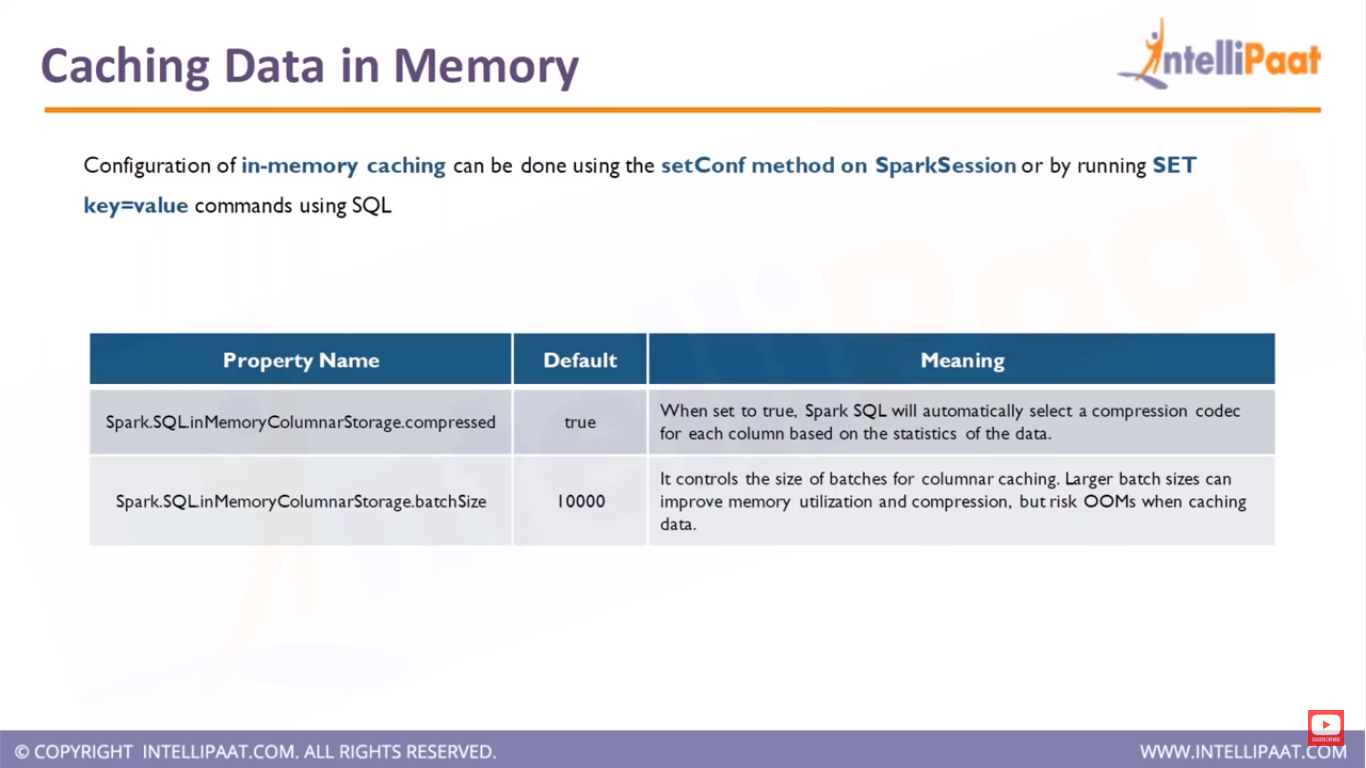 Caching Data in Memory
IntelliPaat
Configuration of in-memory caching can be done using the setConf method on SparkSession or by running SET
key=value commands using SQL
Property Name Default Meaning
Spark.SQL.inMemoryColumnarStorage.compressed true When set to true, Spark SQL will automatically select a compression codec
for each column based on the statistics of the data.
Spark.SQL.inMemoryColumnarStorage.batchSize 10000 It controls the size of batches for columnar caching. Larger batch sizes can
improve memory utilization and compression, but risk OOMs when caching
data.
SUBSCRIBE
© COPYRIGHT INTELLIPAAT.COM. ALL RIGHTS RESERVED. WWW.INTELLIPAAT.COM